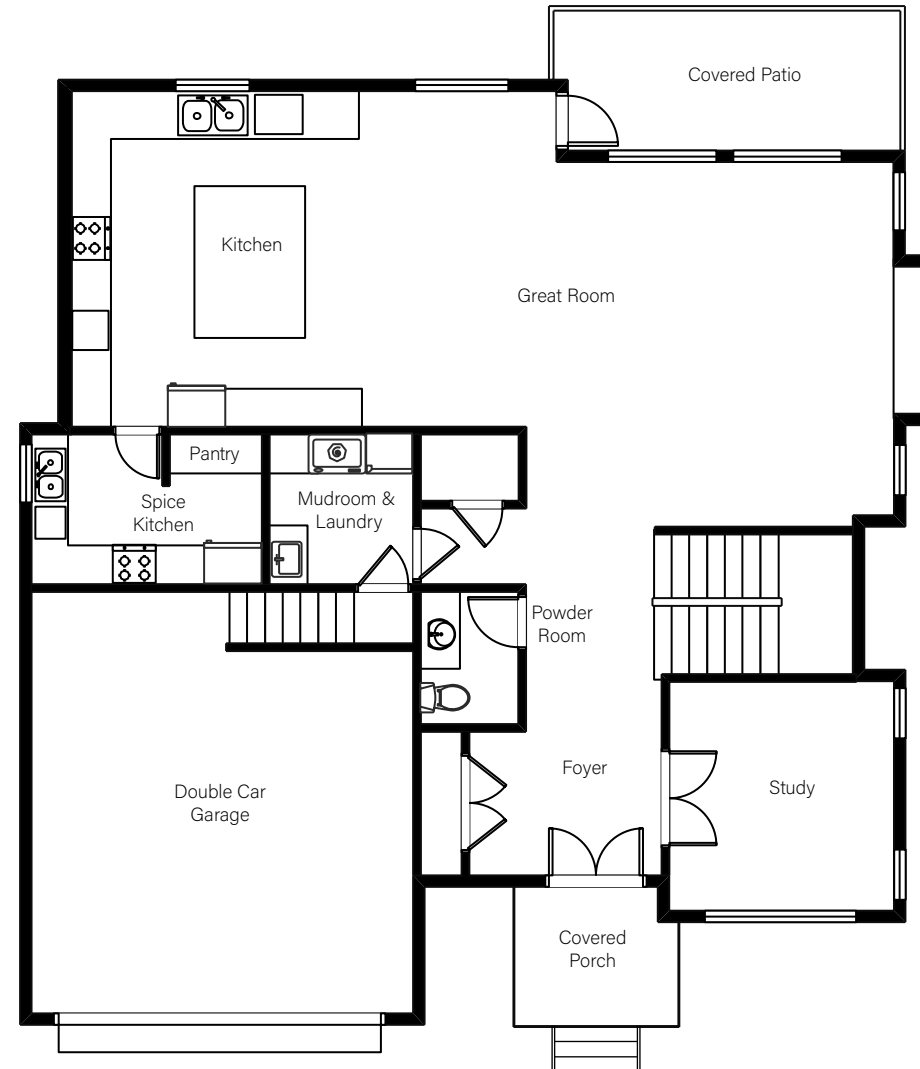 Covered Patio
Kitchen
Great Room
Pantry
Spice
Kitchen
Mudroom &
Laundry
Powder
Room
Double Car
Garage
Foyer
Study
Covered
Porch